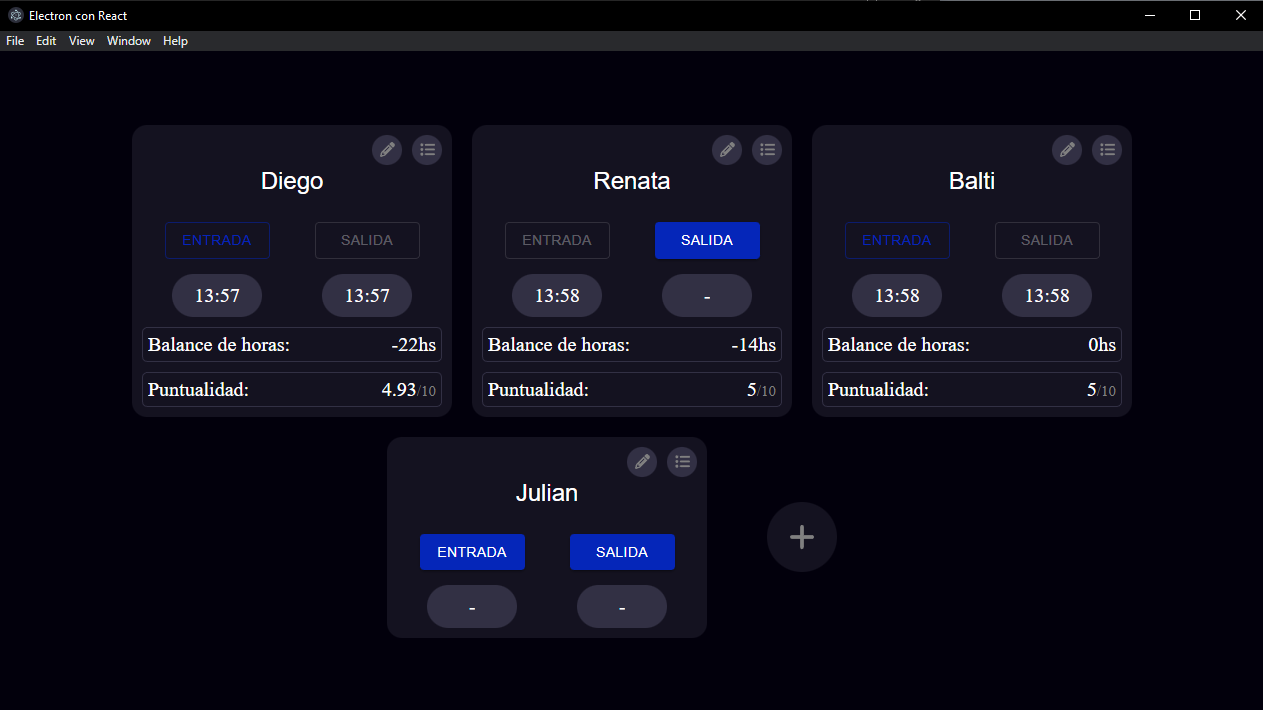 Electron con React
File Edit View Window Help
Diego
ENTRADA SALIDA
13:57 13:57
Balance de horas: -22hs
Puntualidad: 4.93/10
Renata
ENTRADA SALIDA
13:58 -
Balance de horas: -14hs
Puntualidad: 5/10
Balti
ENTRADA SALIDA
13:58 13:58
Balance de horas: 0hs
Puntualidad: 5/10
Julian
ENTRADA SALIDA
- -